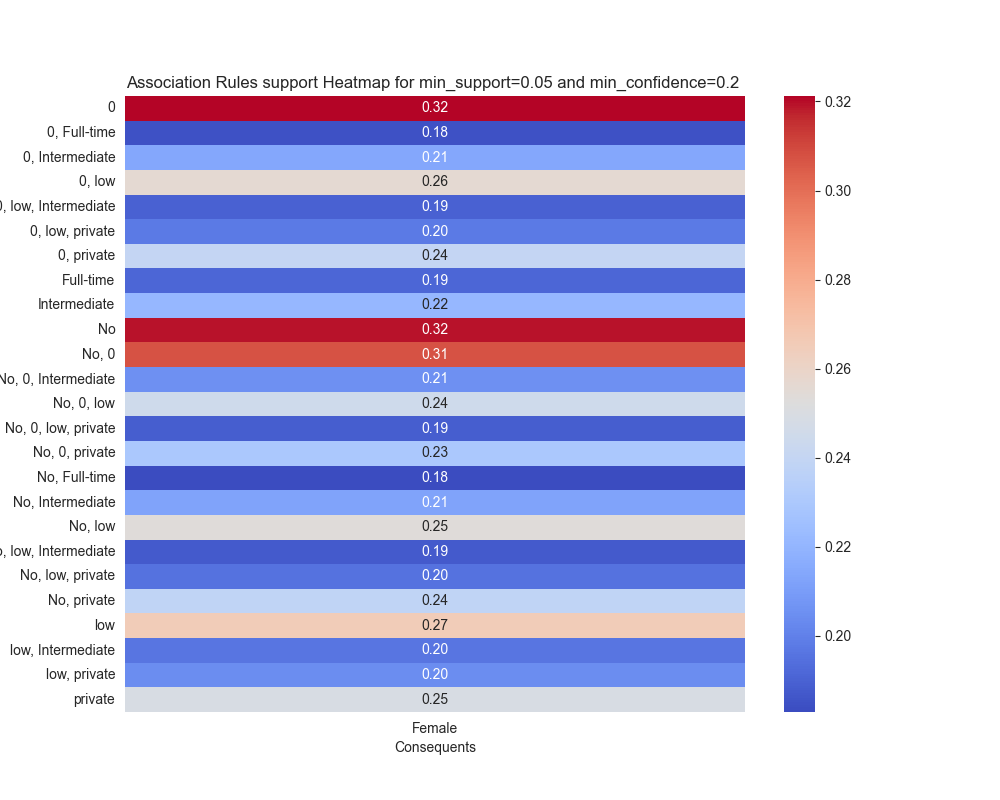 Association Rules support Heatmap for min_support=0.05 and min_confidence=0.2
0 0.32
0, Full-time 0.18
0, Intermediate 0.21
0, low 0.26
0, low, Intermediate 0.19
0, low, private 0.20
0, private 0.24
Full-time 0.19
Intermediate 0.22
No 0.32
No, 0 0.31
No, 0, Intermediate 0.21
No, 0, low 0.24
No, 0, low, private 0.19
No, 0, private 0.23
No, Full-time 0.18
No, Intermediate 0.21
No, low 0.25
o, low, Intermediate 0.19
No, low, private 0.20
No, private 0.24
low 0.27
low, Intermediate 0.20
low, private 0.20
private 0.25
Female
Consequents
0.32
0.30
0.28
0.26
0.24
0.22
0.20